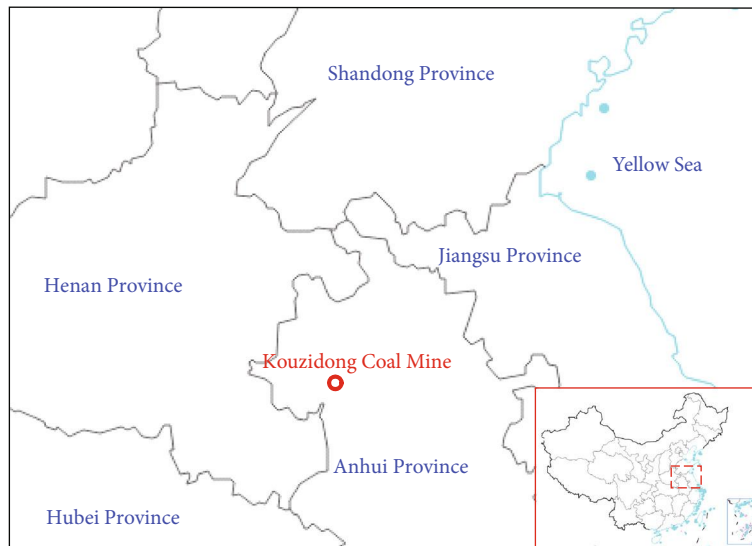 Shandong Province
Yellow Sea
Jiangsu Province
Henan Province
Kouzidong Coal Mine
Anhui Province
Hubei Province